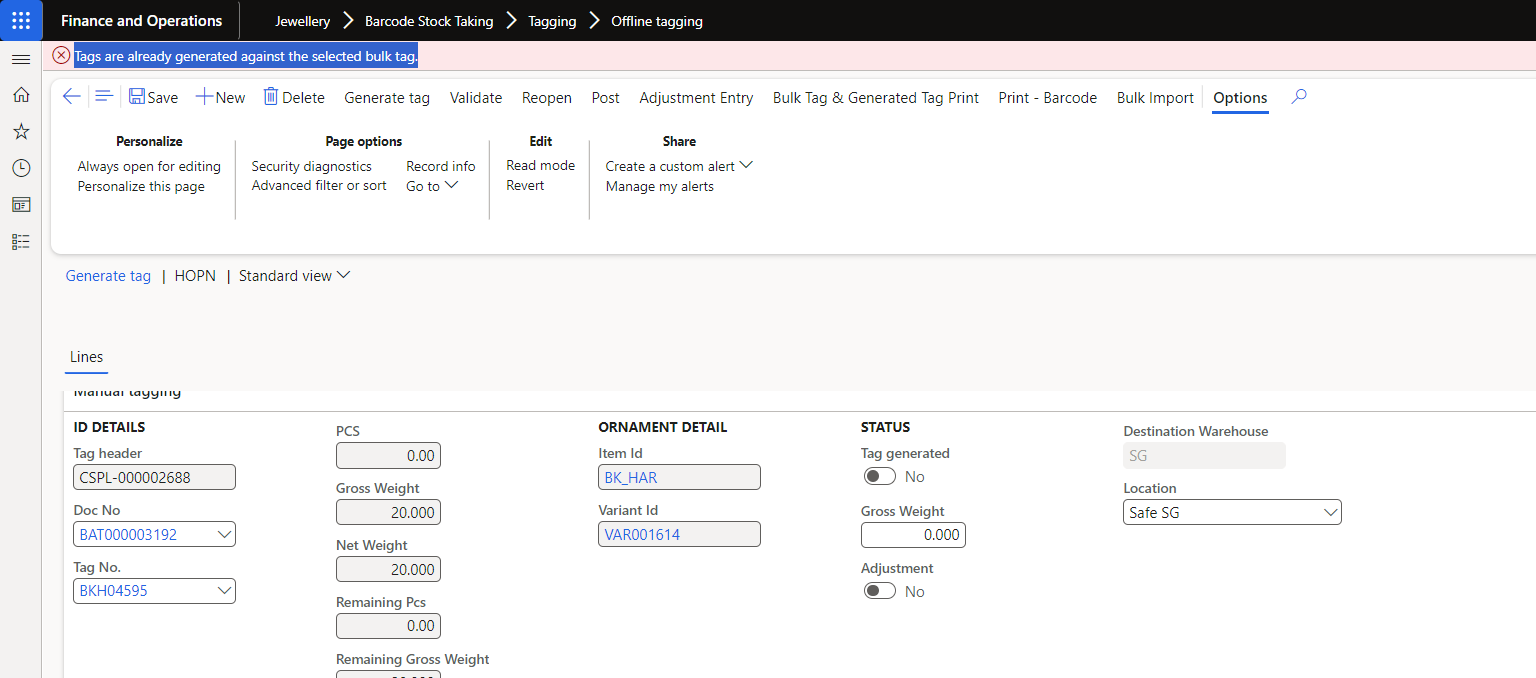 Finance and Operations
Jewellery > Barcode Stock Taking > Tagging > Offline tagging
Tags are already generated against the selected bulk tag.
Save New Delete Generate tag Validate Reopen Post Adjustment Entry Bulk Tag & Generated Tag Print Print - Barcode Bulk Import Options
Personalize
Always open for editing
Personalize this page
Page options
Security diagnostics
Advanced filter or sort
Record info
Go to
Edit
Read mode
Revert
Share
Create a custom alert
Manage my alerts
Generate tag | HOPN | Standard view
Lines
Manual tagging
ID DETAILS
Tag header
CSPL-000002688
Doc No
BAT000003192
Tag No.
BKH04595
PCS
0.00
Gross Weight
20.000
Net Weight
20.000
Remaining Pcs
0.00
Remaining Gross Weight
ORNAMENT DETAIL
Item Id
BK_HAR
Variant Id
VAR001614
STATUS
Tag generated
No
Gross Weight
0.000
Adjustment
No
Destination Warehouse
SG
Location
Safe SG